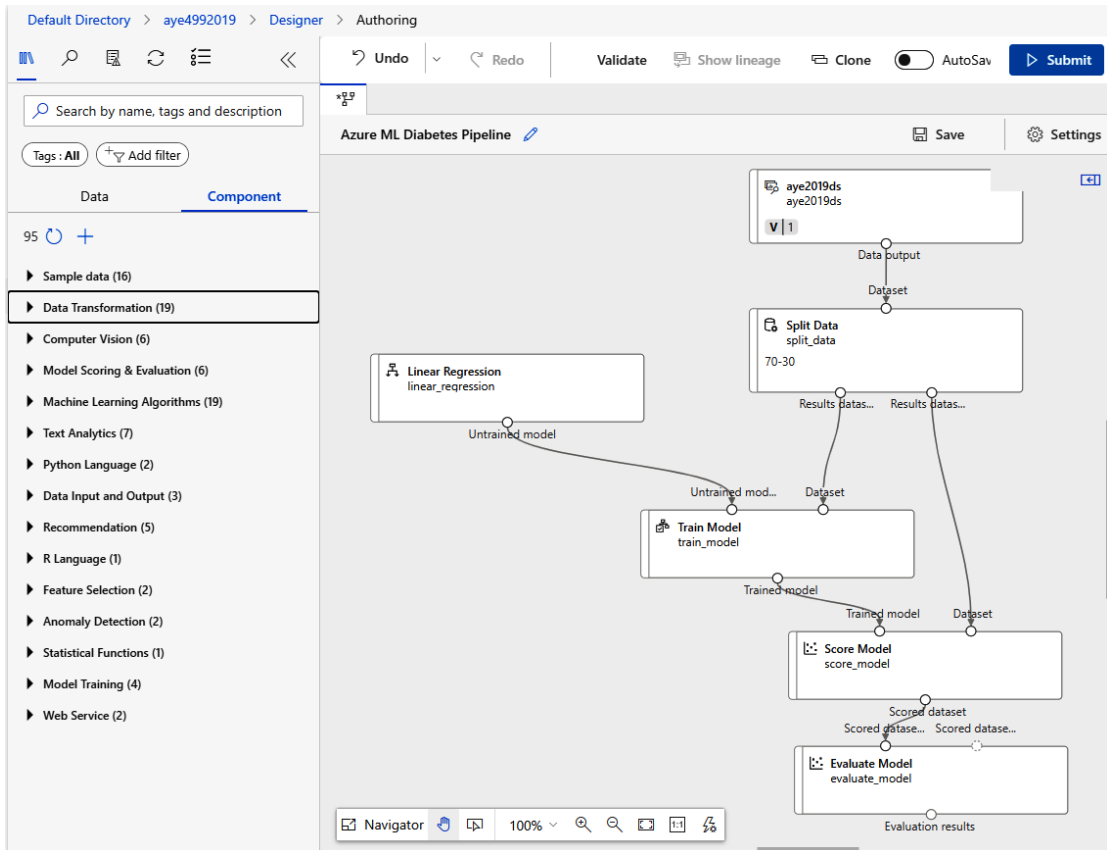 Default Directory > aye4992019 > Designer > Authoring
Undo
Redo
Validate
Show lineage
Clone
AutoSav
Submit
Search by name, tags and description
Tags : All
Add filter
Data
Component
95
Sample data (16)
Data Transformation (19)
Computer Vision (6)
Model Scoring & Evaluation (6)
Machine Learning Algorithms (19)
Text Analytics (7)
Python Language (2)
Data Input and Output (3)
Recommendation (5)
R Language (1)
Feature Selection (2)
Anomaly Detection (2)
Statistical Functions (1)
Model Training (4)
Web Service (2)
Azure ML Diabetes Pipeline
Save
Settings
aye2019ds
aye2019ds
V | 1
Data output
Dataset
Split Data
split_data
70-30
Results datas...
Results datas...
Linear Regression
linear_regression
Untrained model
Untrained mod...
Dataset
Train Model
train_model
Trained model
Trained model
Dataset
Score Model
score_model
Scored dataset
Scored datase...
Scored datase...
Evaluate Model
evaluate_model
Evaluation results
Navigator
100%
1:1